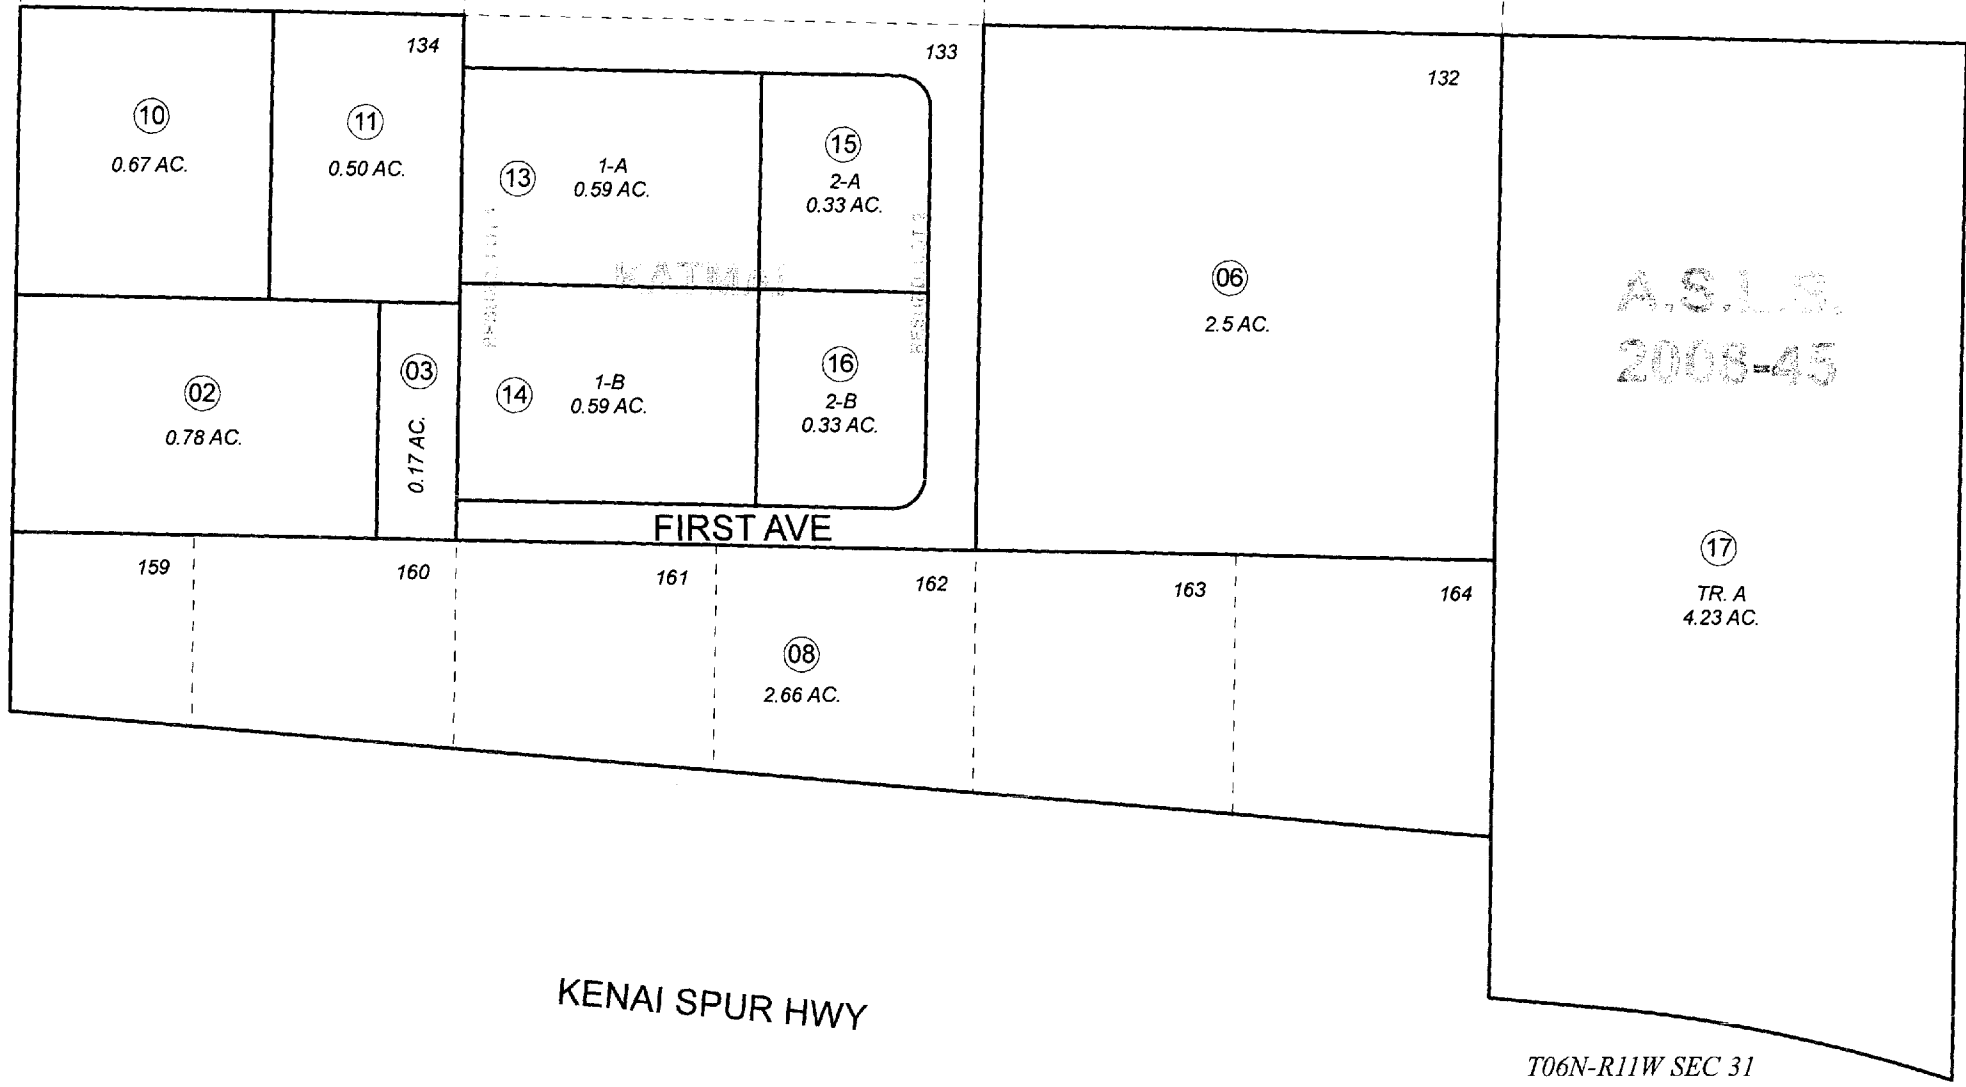 134
133
132
10
0.67 AC.
11
0.50 AC.
13
1-A
0.59 AC.
15
2-A
0.33 AC.
KATMAI
06
2.5 AC.
A.S.L.S.
2008-45
02
0.78 AC.
03
0.17 AC.
14
1-B
0.59 AC.
16
2-B
0.33 AC.
FIRST AVE
159
160
161
162
163
164
17
TR. A
4.23 AC.
08
2.66 AC.
KENAI SPUR HWY
T06N-R11W SEC 31